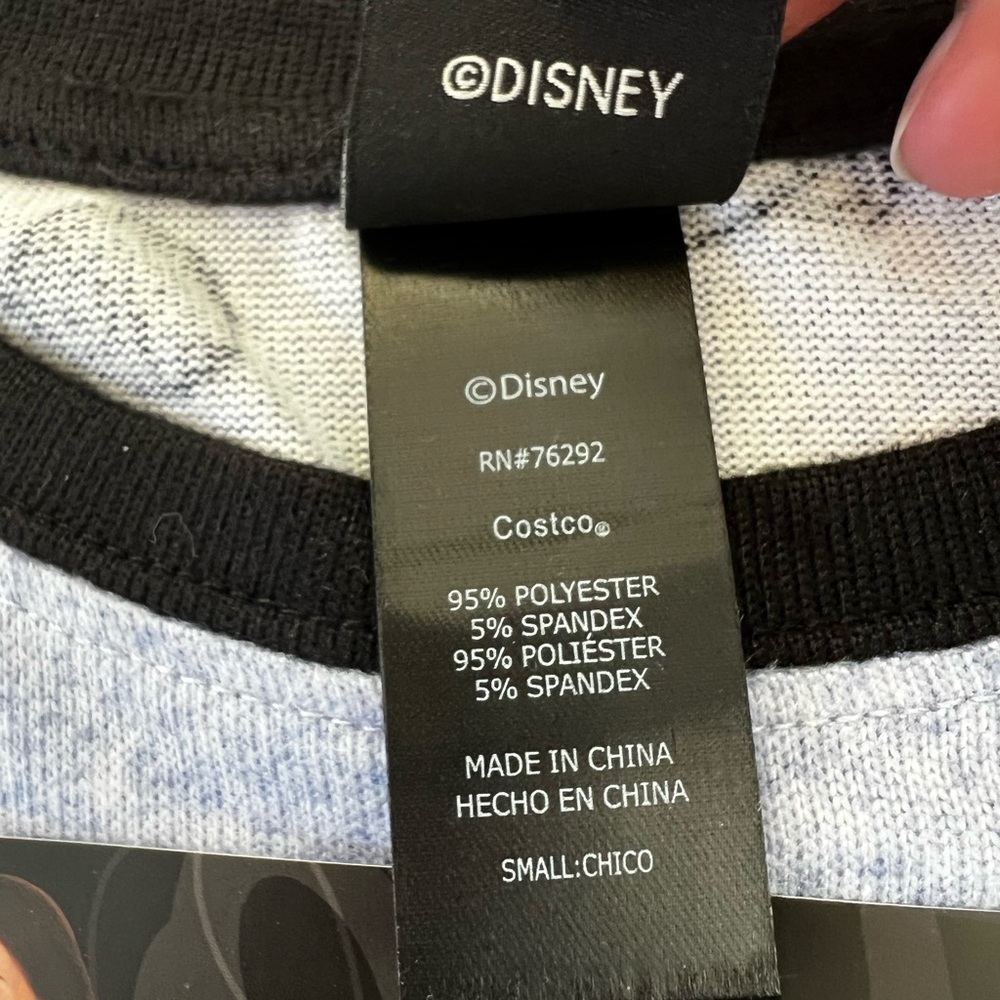 ©DISNEY
©Disney
RN#76292
Costco®
95% POLYESTER
5% SPANDEX
95% POLIÉSTER
5% SPANDEX
MADE IN CHINA
HECHO EN CHINA
SMALL:CHICO